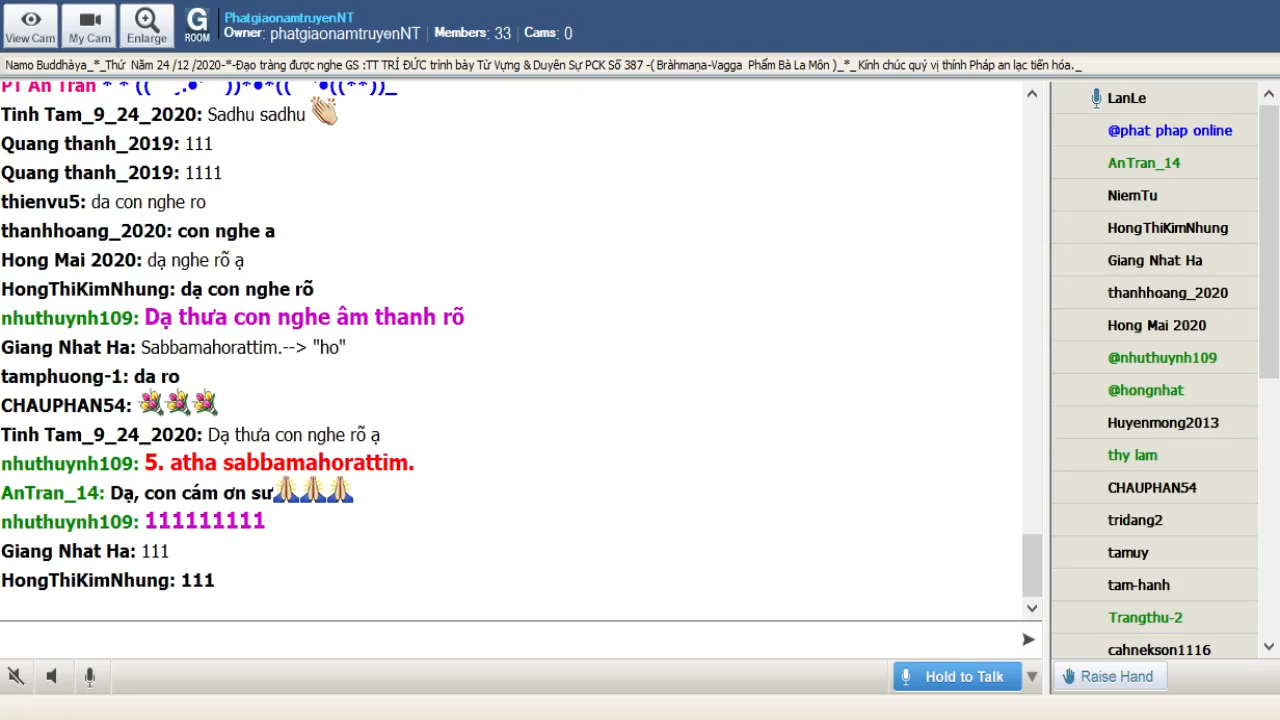 View Cam
My Cam
Enlarge
G
ROOM
PhatgiaonamtruyenNT
Owner: phatgiaonamtruyenNT | Members: 33 | Cams: 0
Namo Buddhàya_*_Thứ Năm 24 /12 /2020-*-Đạo tràng được nghe GS :TT TRÍ ĐỨC trình bày Từ Vựng & Duyên Sự PCK Số 387 -( Bràhmaṇa-Vagga Phẩm Bà La Môn )_*_ Kính chúc quý vị thính Pháp an lạc tiến hóa._
PT An Tran
Tinh Tam_9_24_2020: Sadhu sadhu
Quang thanh_2019: 111
Quang thanh_2019: 1111
thienvu5: da con nghe ro
thanhhoang_2020: con nghe a
Hong Mai 2020: dạ nghe rõ ạ
HongThiKimNhung: dạ con nghe rõ
nhuthuynh109: Dạ thưa con nghe âm thanh rõ
Giang Nhat Ha: Sabbamahorattim.--> "ho"
tamphuong-1: da ro
CHAUPHAN54:
Tinh Tam_9_24_2020: Dạ thưa con nghe rõ ạ
nhuthuynh109: 5. atha sabbamahorattim.
AnTran_14: Dạ, con cám ơn sư
nhuthuynh109: 111111111
Giang Nhat Ha: 111
HongThiKimNhung: 111
Hold to Talk
LanLe
@phat phap online
AnTran_14
NiemTu
HongThiKimNhung
Giang Nhat Ha
thanhhoang_2020
Hong Mai 2020
@nhuthuynh109
@hongnhat
Huyenmong2013
thy lam
CHAUPHAN54
tridang2
tamuy
tam-hanh
Trangthu-2
cahnekson1116
Raise Hand